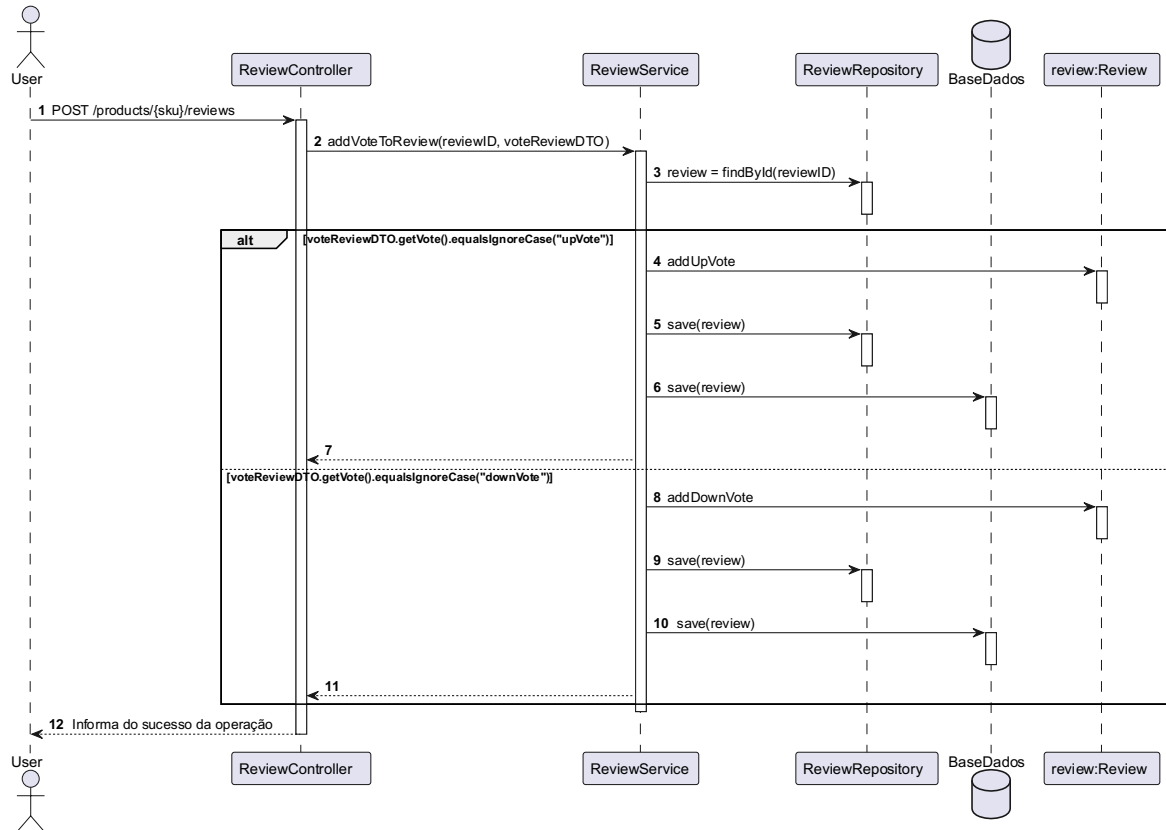 User
ReviewController
ReviewService
ReviewRepository
BaseDados
review:Review
1 POST /products/{sku}/reviews
2 addVoteToReview(reviewID, voteReviewDTO)
3 review = findById(reviewID)
alt [voteReviewDTO.getVote().equalsIgnoreCase("upVote")]
4 addUpVote
5 save(review)
6 save(review)
7
[voteReviewDTO.getVote().equalsIgnoreCase("downVote")]
8 addDownVote
9 save(review)
10 save(review)
11
12 Informa do sucesso da operação
User
ReviewController
ReviewService
ReviewRepository
BaseDados
review:Review